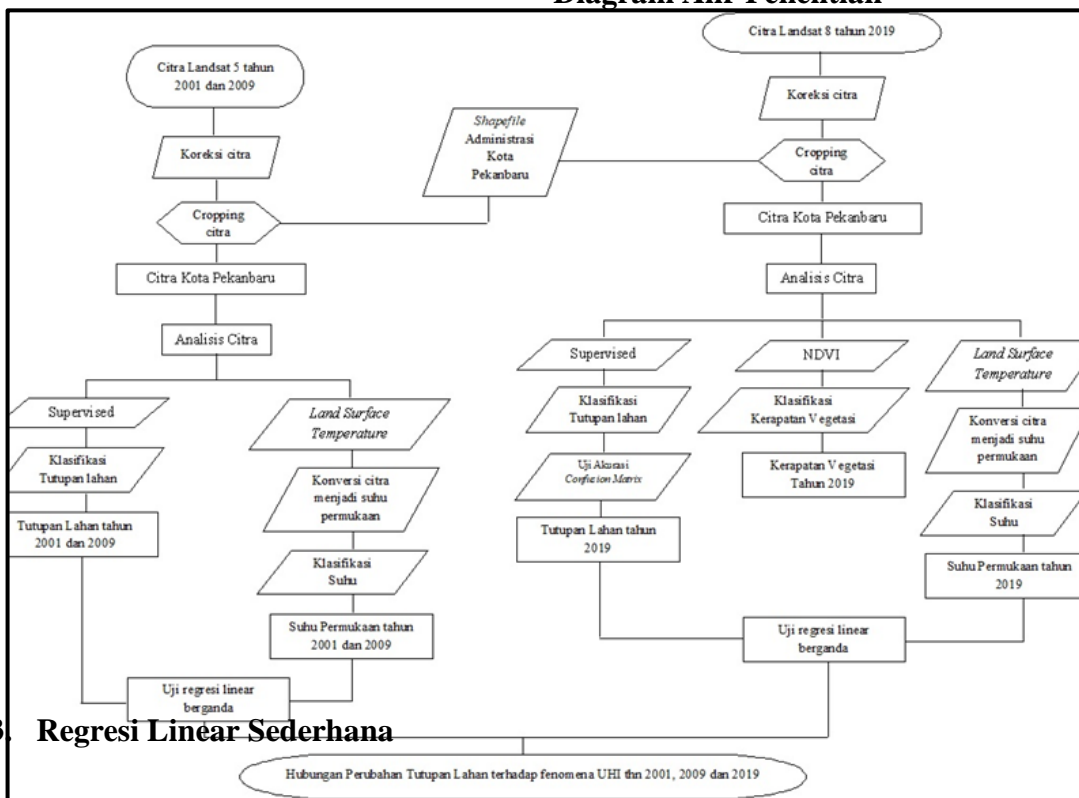 Diagram Alir Penelitian
Citra Landsat 5 tahun
2001 dan 2009
Koreksi citra
Cropping
citra
Citra Kota Pekanbaru
Analisis Citra
Supervised
Klasifikasi
Tutupan lahan
Tutupan Lahan tahun
2001 dan 2009
Land Surface
Temperature
Konversi citra
menjadi suhu
permukaan
Klasifikasi
Suhu
Suhu Permukaan tahun
2001 dan 2009
Uji regresi linear
berganda
Shapefile
Administrasi
Kota
Pekanbaru
Citra Landsat 8 tahun 2019
Koreksi citra
Cropping
citra
Citra Kota Pekanbaru
Analisis Citra
Supervised
Klasifikasi
Tutupan lahan
Uji Akurasi
Confusion Matrix
Tutupan Lahan tahun
2019
NDVI
Klasifikasi
Kerapatan Vegetasi
Kerapatan Vegetasi
Tahun 2019
Land Surface
Temperature
Konversi citra
menjadi suhu
permukaan
Klasifikasi
Suhu
Suhu Permukaan tahun
2019
Uji regresi linear
berganda
3. Regresi Linear Sederhana
Hubungan Perubahan Tutupan Lahan terhadap fenomena UHI thn 2001, 2009 dan 2019